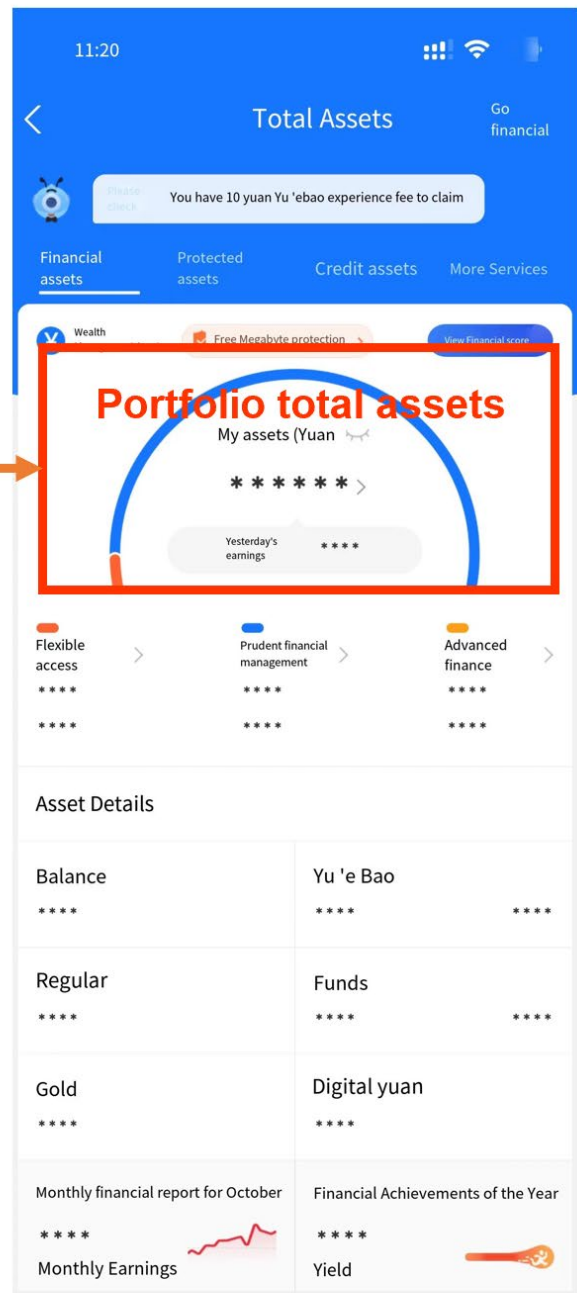 11:20
Total Assets
Go
financial
Please
check
You have 10 yuan Yu 'ebao experience fee to claim
Financial
assets
Protected
assets
Credit assets
More Services
Wealth
Free Megabyte protection
View Financial score
Portfolio total assets
My assets (Yuan
******
Yesterday's
earnings
****
Flexible
access
****
****
Prudent financial
management
****
****
Advanced
finance
****
****
Asset Details
Balance
****
Yu 'e Bao
**** ****
Regular
****
Funds
**** ****
Gold
****
Digital yuan
****
Monthly financial report for October
****
Monthly Earnings
Financial Achievements of the Year
****
Yield